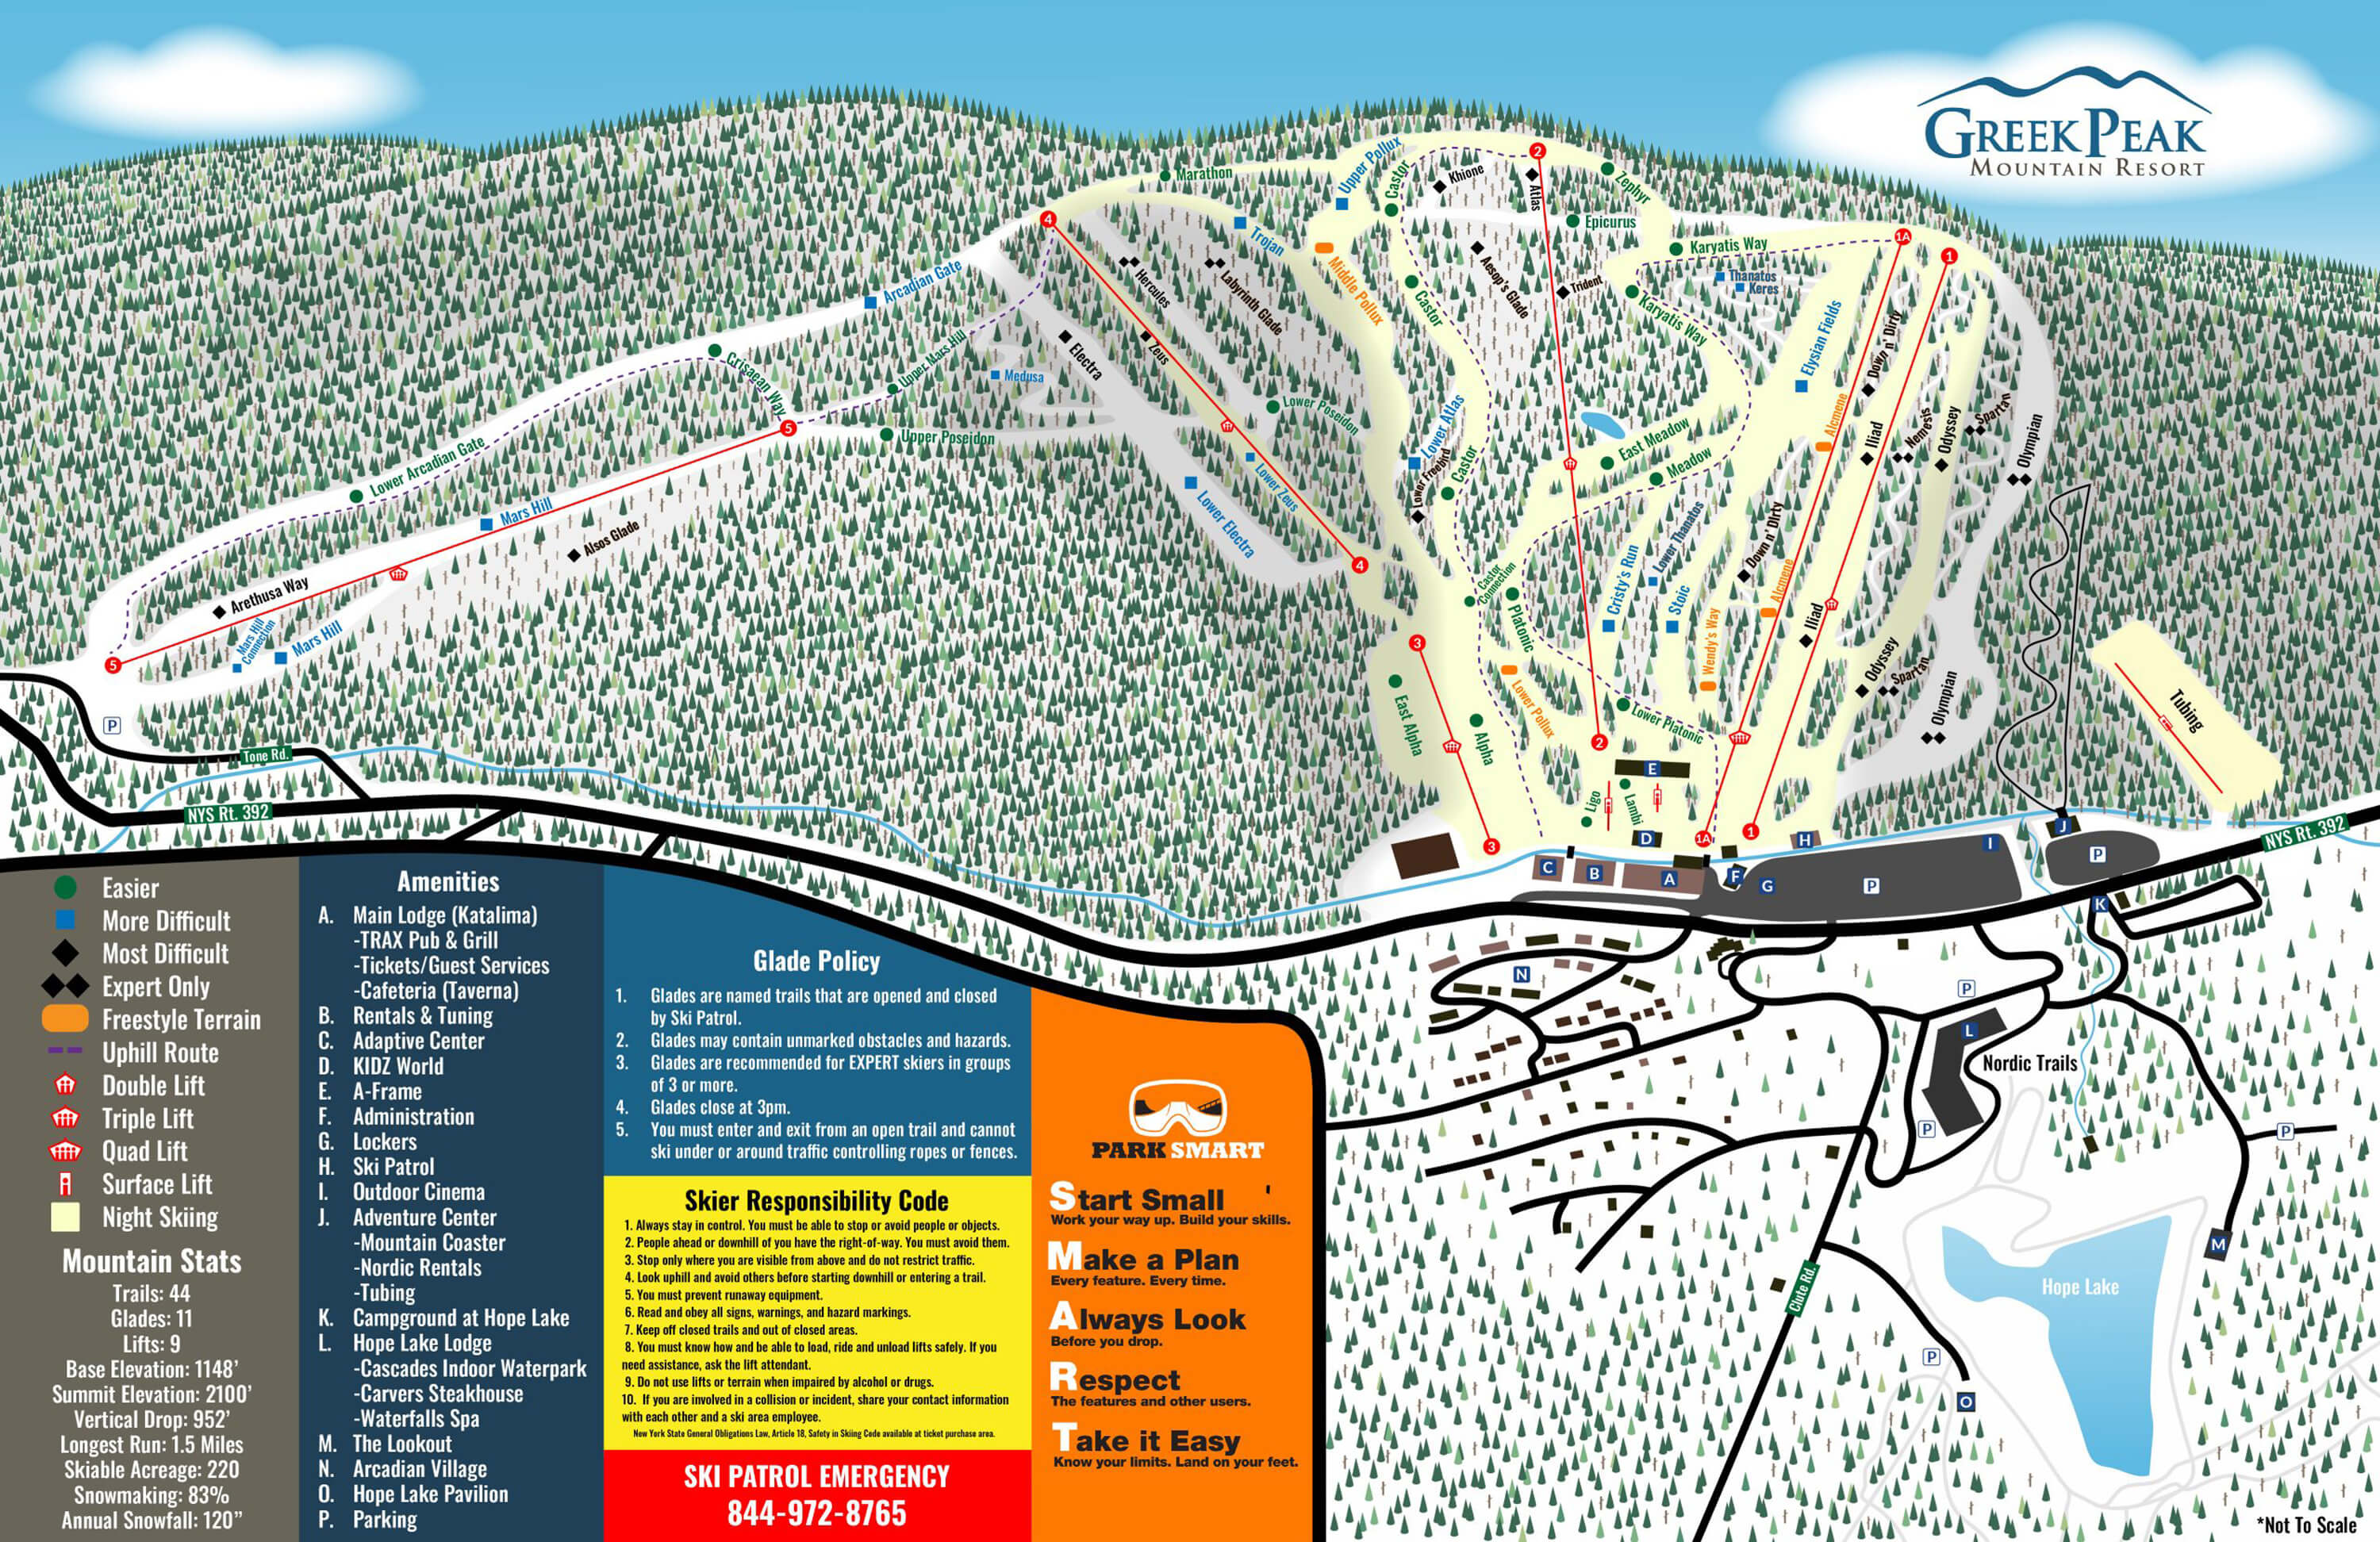 GREEK PEAK
MOUNTAIN RESORT
Marathon
Upper Pollux
Castor
Khione
2
Atlas
Zephyr
4
Trojan
Epicurus
Karyatis Way
1A
1
Arcadian Gate
Hercules
Labyrinth Glade
Middle Pollux
Castor
Aesop's Glade
Trident
Karyatis Way
Thanatos
Keres
Elysian Fields
Down n' Dirty
Crisaean Way
Upper Mars Hill
Electra
Zeus
Medusa
Lower Poseidon
Lower Atlas
Lower Freebird
Castor
East Meadow
Meadow
Alcmene
Iliad
Nemesis
Odyssey
Spartan
Olympian
5
Upper Poseidon
Lower Arcadian Gate
Mars Hill
Alsos Glade
Lower Zeus
Lower Electra
4
Castor
Connection
Platonic
Cristy's Run
Lower Thanatos
Stoic
Down n' Dirty
Alcmene
Wendy's Way
Iliad
Arethusa Way
Mars Hill
Connection
Mars Hill
5
3
East Alpha
Alpha
Lower Pollux
Lower Platonic
2
Odyssey
Spartan
Olympian
Tubing
P
Tone Rd.
NYS Rt. 392
E
Ligo
Lambi
D
1A
1
H
3
C
B
A
F
G
P
I
J
P
NYS Rt. 392
K
N
P
L
Nordic Trails
P
P
M
Hope Lake
Clute Rd.
P
O
*Not To Scale
Easier
More Difficult
Most Difficult
Expert Only
Freestyle Terrain
Uphill Route
Double Lift
Triple Lift
Quad Lift
Surface Lift
Night Skiing
Mountain Stats
Trails: 44
Glades: 11
Lifts: 9
Base Elevation: 1148'
Summit Elevation: 2100'
Vertical Drop: 952'
Longest Run: 1.5 Miles
Skiable Acreage: 220
Snowmaking: 83%
Annual Snowfall: 120"
Amenities
A. Main Lodge (Katalima)
-TRAX Pub & Grill
-Tickets/Guest Services
-Cafeteria (Taverna)
B. Rentals & Tuning
C. Adaptive Center
D. KIDZ World
E. A-Frame
F. Administration
G. Lockers
H. Ski Patrol
I. Outdoor Cinema
J. Adventure Center
-Mountain Coaster
-Nordic Rentals
-Tubing
K. Campground at Hope Lake
L. Hope Lake Lodge
-Cascades Indoor Waterpark
-Carvers Steakhouse
-Waterfalls Spa
M. The Lookout
N. Arcadian Village
O. Hope Lake Pavilion
P. Parking
Glade Policy
1. Glades are named trails that are opened and closed
by Ski Patrol.
2. Glades may contain unmarked obstacles and hazards.
3. Glades are recommended for EXPERT skiers in groups
of 3 or more.
4. Glades close at 3pm.
5. You must enter and exit from an open trail and cannot
ski under or around traffic controlling ropes or fences.
Skier Responsibility Code
1. Always stay in control. You must be able to stop or avoid people or objects.
2. People ahead or downhill of you have the right-of-way. You must avoid them.
3. Stop only where you are visible from above and do not restrict traffic.
4. Look uphill and avoid others before starting downhill or entering a trail.
5. You must prevent runaway equipment.
6. Read and obey all signs, warnings, and hazard markings.
7. Keep off closed trails and out of closed areas.
8. You must know how and be able to load, ride and unload lifts safely. If you
need assistance, ask the lift attendant.
9. Do not use lifts or terrain when impaired by alcohol or drugs.
10. If you are involved in a collision or incident, share your contact information
with each other and a ski area employee.
New York State General Obligations Law, Article 18, Safety in Skiing Code available at ticket purchase area.
SKI PATROL EMERGENCY
844-972-8765
PARK SMART
Start Small
Work your way up. Build your skills.
Make a Plan
Every feature. Every time.
Always Look
Before you drop.
Respect
The features and other users.
Take it Easy
Know your limits. Land on your feet.